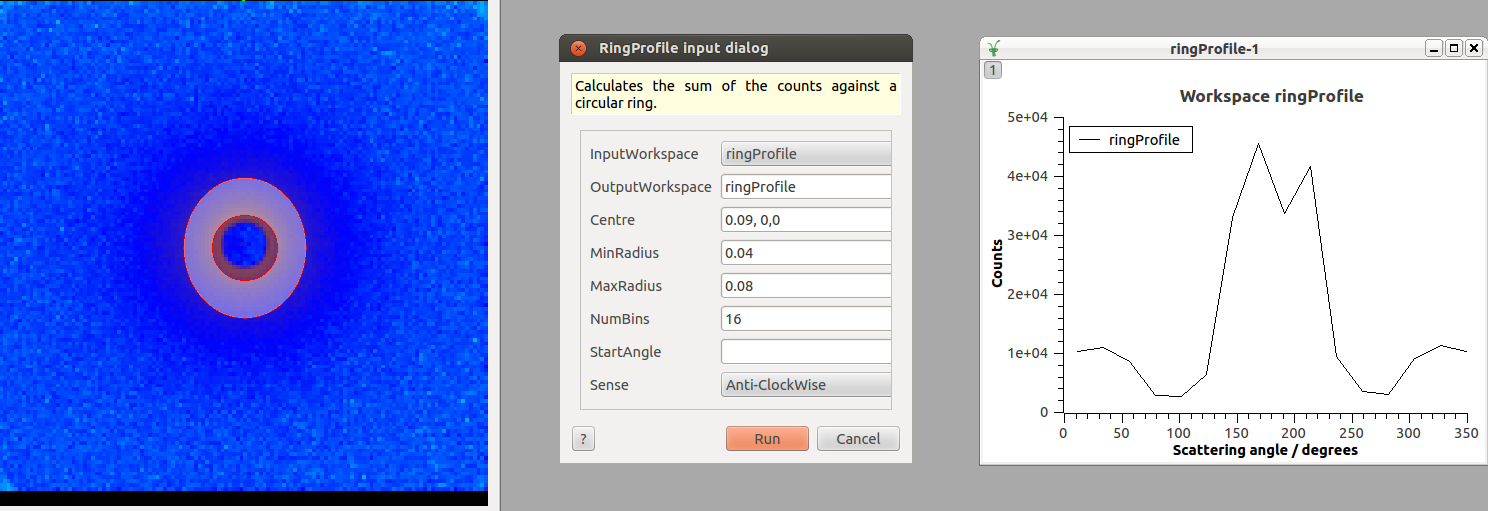 RingProfile input dialog
Calculates the sum of the counts against a
circular ring.
InputWorkspace ringProfile
OutputWorkspace ringProfile
Centre 0.09, 0,0
MinRadius 0.04
MaxRadius 0.08
NumBins 16
StartAngle
Sense Anti-ClockWise
? Run Cancel
ringProfile-1
1
Workspace ringProfile
ringProfile
5e+04
4e+04
3e+04
2e+04
1e+04
0
Counts
0 50 100 150 200 250 300 350
Scattering angle / degrees